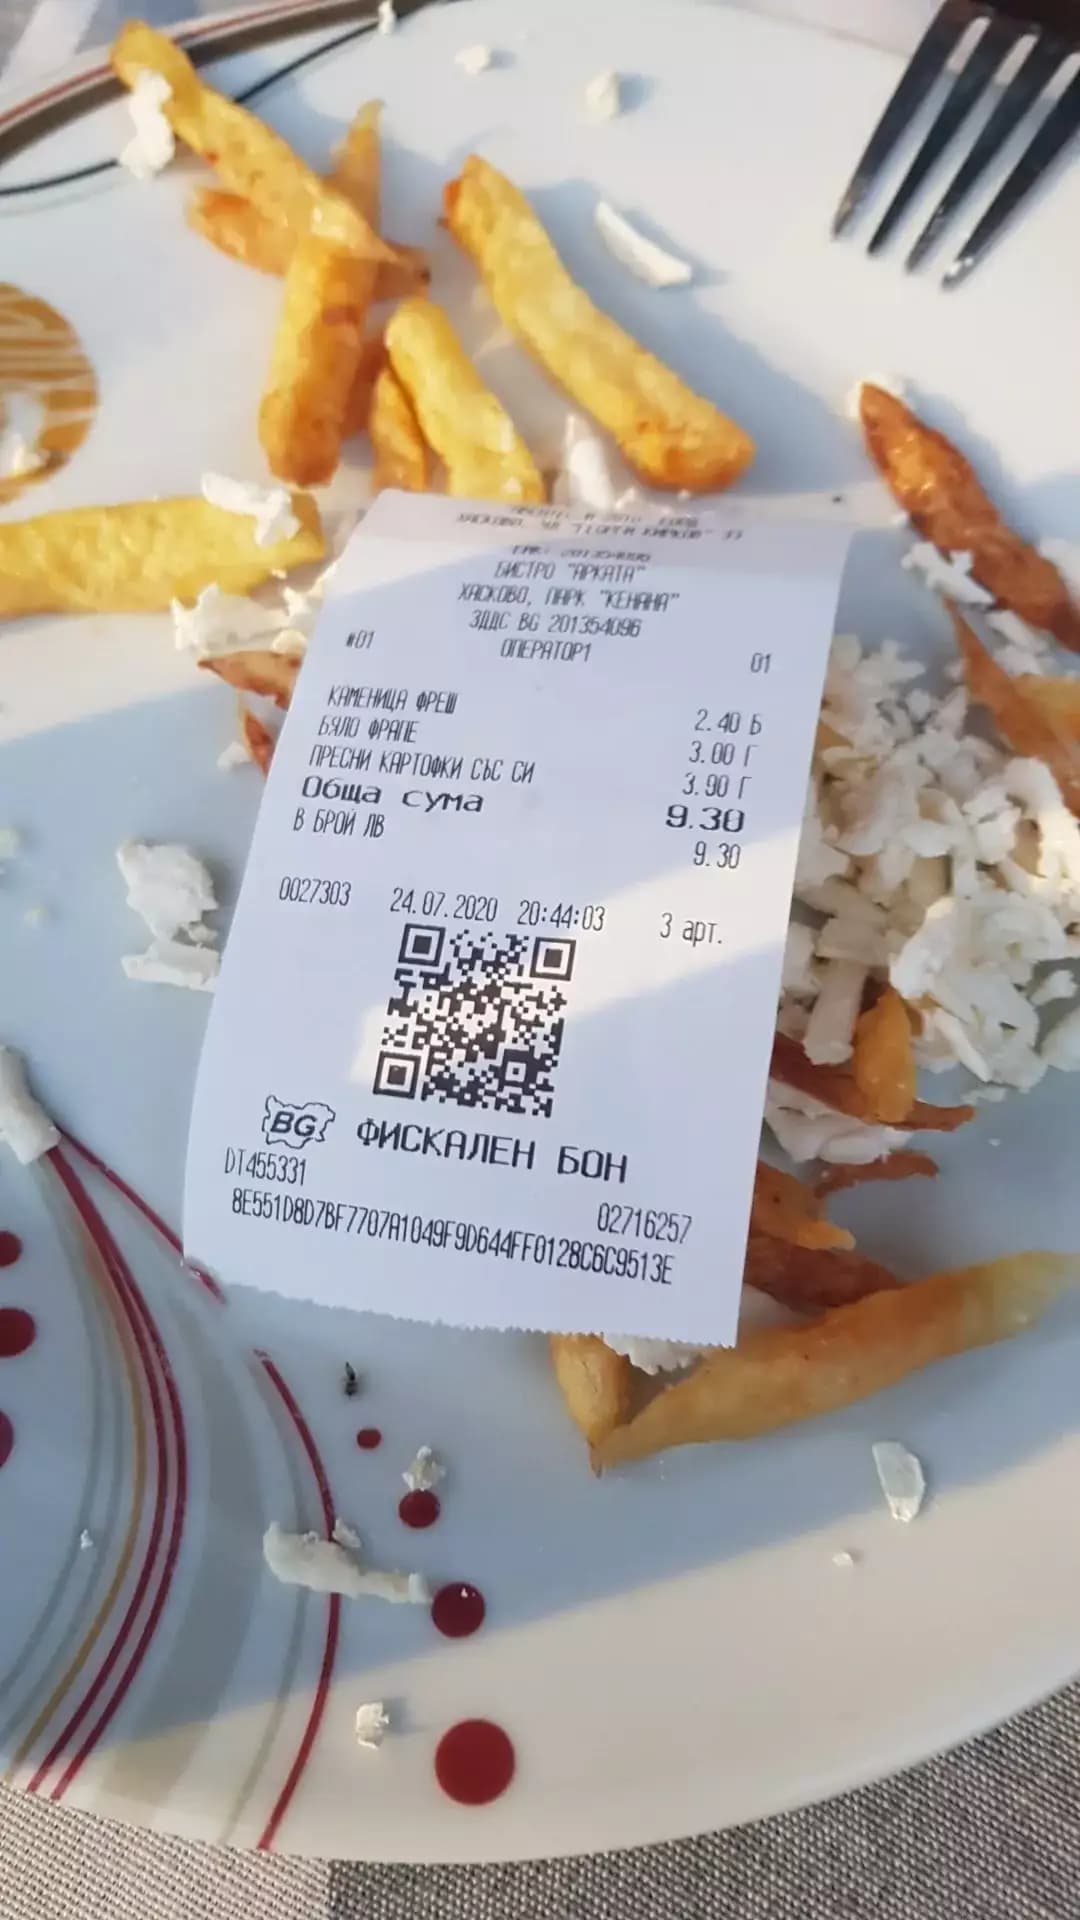 ХАСКОВО, УЛ. "ГЕОРГИ КИРКОВ" 33
ЕИК: 201354096
БИСТРО "АРКАТА"
ХАСКОВО, ПАРК "КЕНАНА"
ЗДДС BG 201354096
#01 ОПЕРАТОР1 01
КАМЕНИЦА ФРЕШ 2.40 Б
БЯЛО ФРАПЕ 3.00 Г
ПРЕСНИ КАРТОФКИ СЪС СИ 3.90 Г
Обща сума 9.30
В БРОЙ ЛВ 9.30
0027303 24.07.2020 20:44:03 3 арт.
BG ФИСКАЛЕН БОН
DT455331 02716257
8E551D8D7BF7707A1049F9D644FF0128C6C9513E